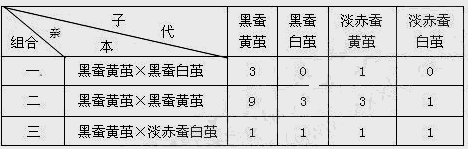 子 代
亲 本
组合
黑蚕黄茧 黑蚕白茧 淡赤蚕黄茧 淡赤蚕白茧
一 黑蚕黄茧×黑蚕白茧 3 0 1 0
二 黑蚕黄茧×黑蚕黄茧 9 3 3 1
三 黑蚕黄茧×淡赤蚕白茧 1 1 1 1